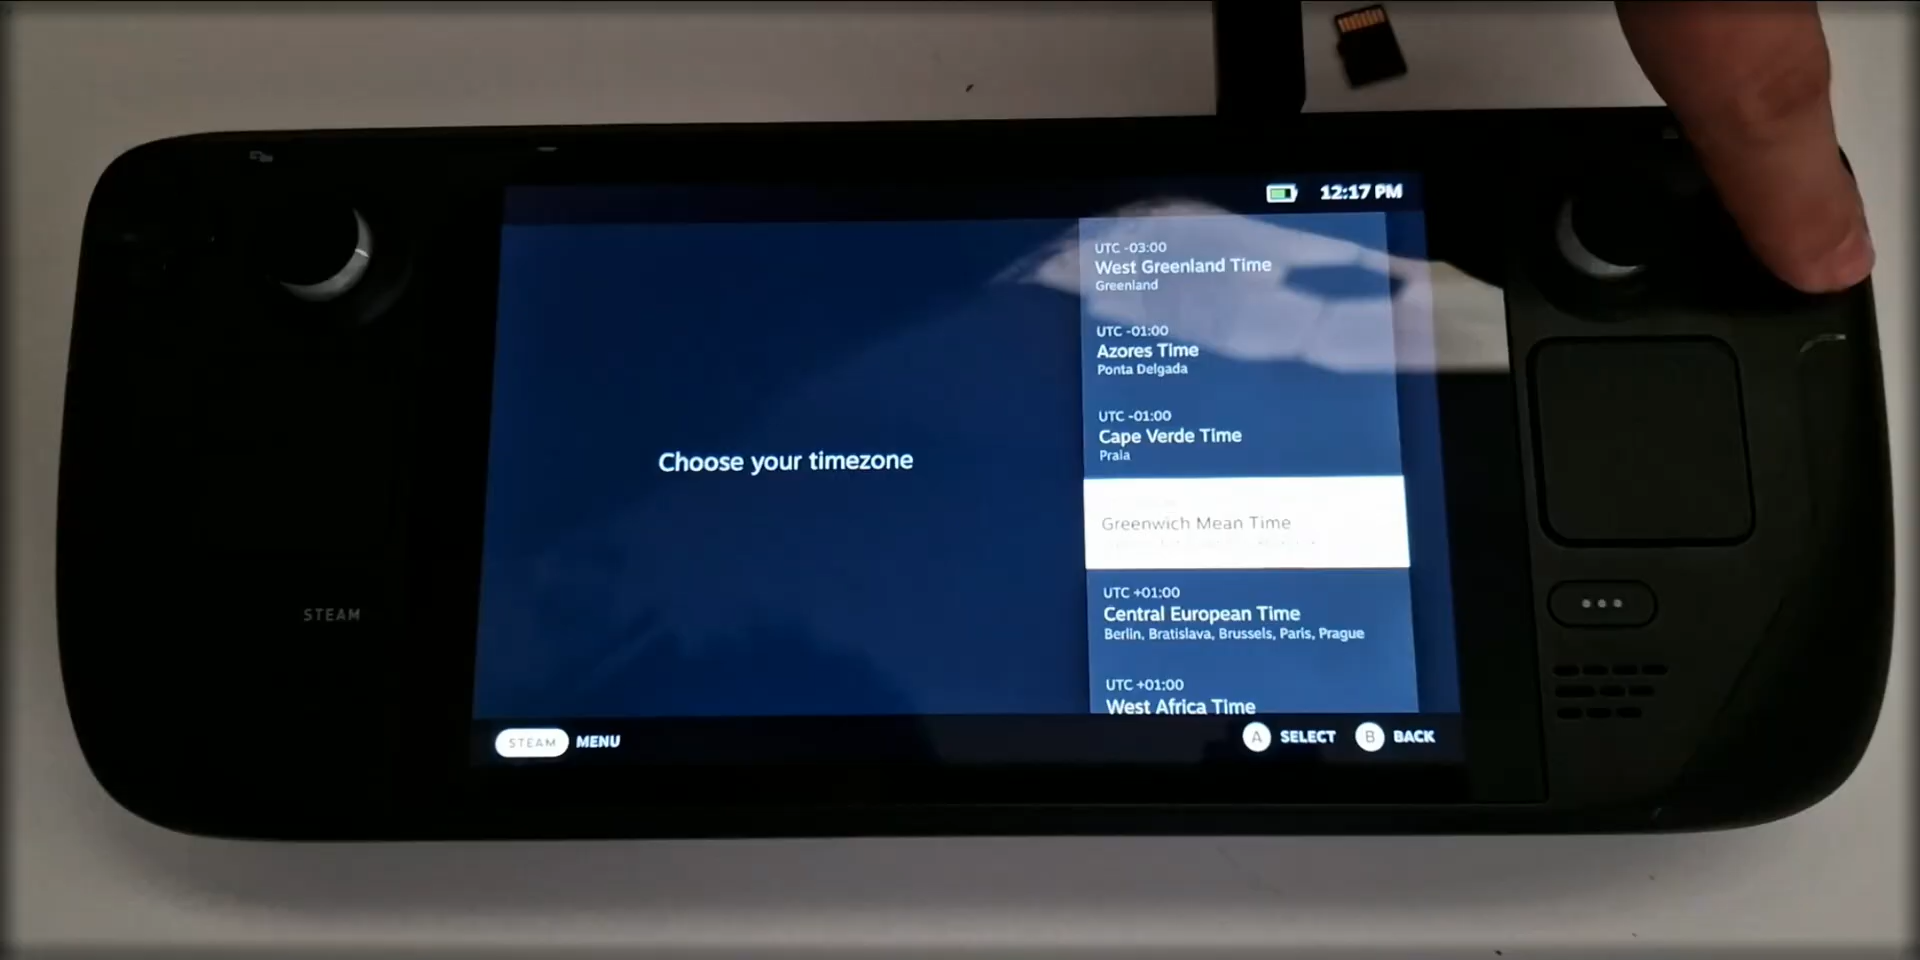 12:17 PM
UTC -03:00
West Greenland Time
Greenland
UTC -01:00
Azores Time
Ponta Delgada
UTC -01:00
Cape Verde Time
Praia
Greenwich Mean Time
UTC +01:00
Central European Time
Berlin, Bratislava, Brussels, Paris, Prague
UTC +01:00
West Africa Time
Choose your timezone
STEAM
STEAM MENU
A SELECT B BACK